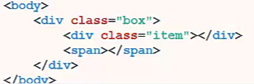 <body>
    <div class="box">
        <div class="item"></div>
        <span></span>
    </div>
</body>